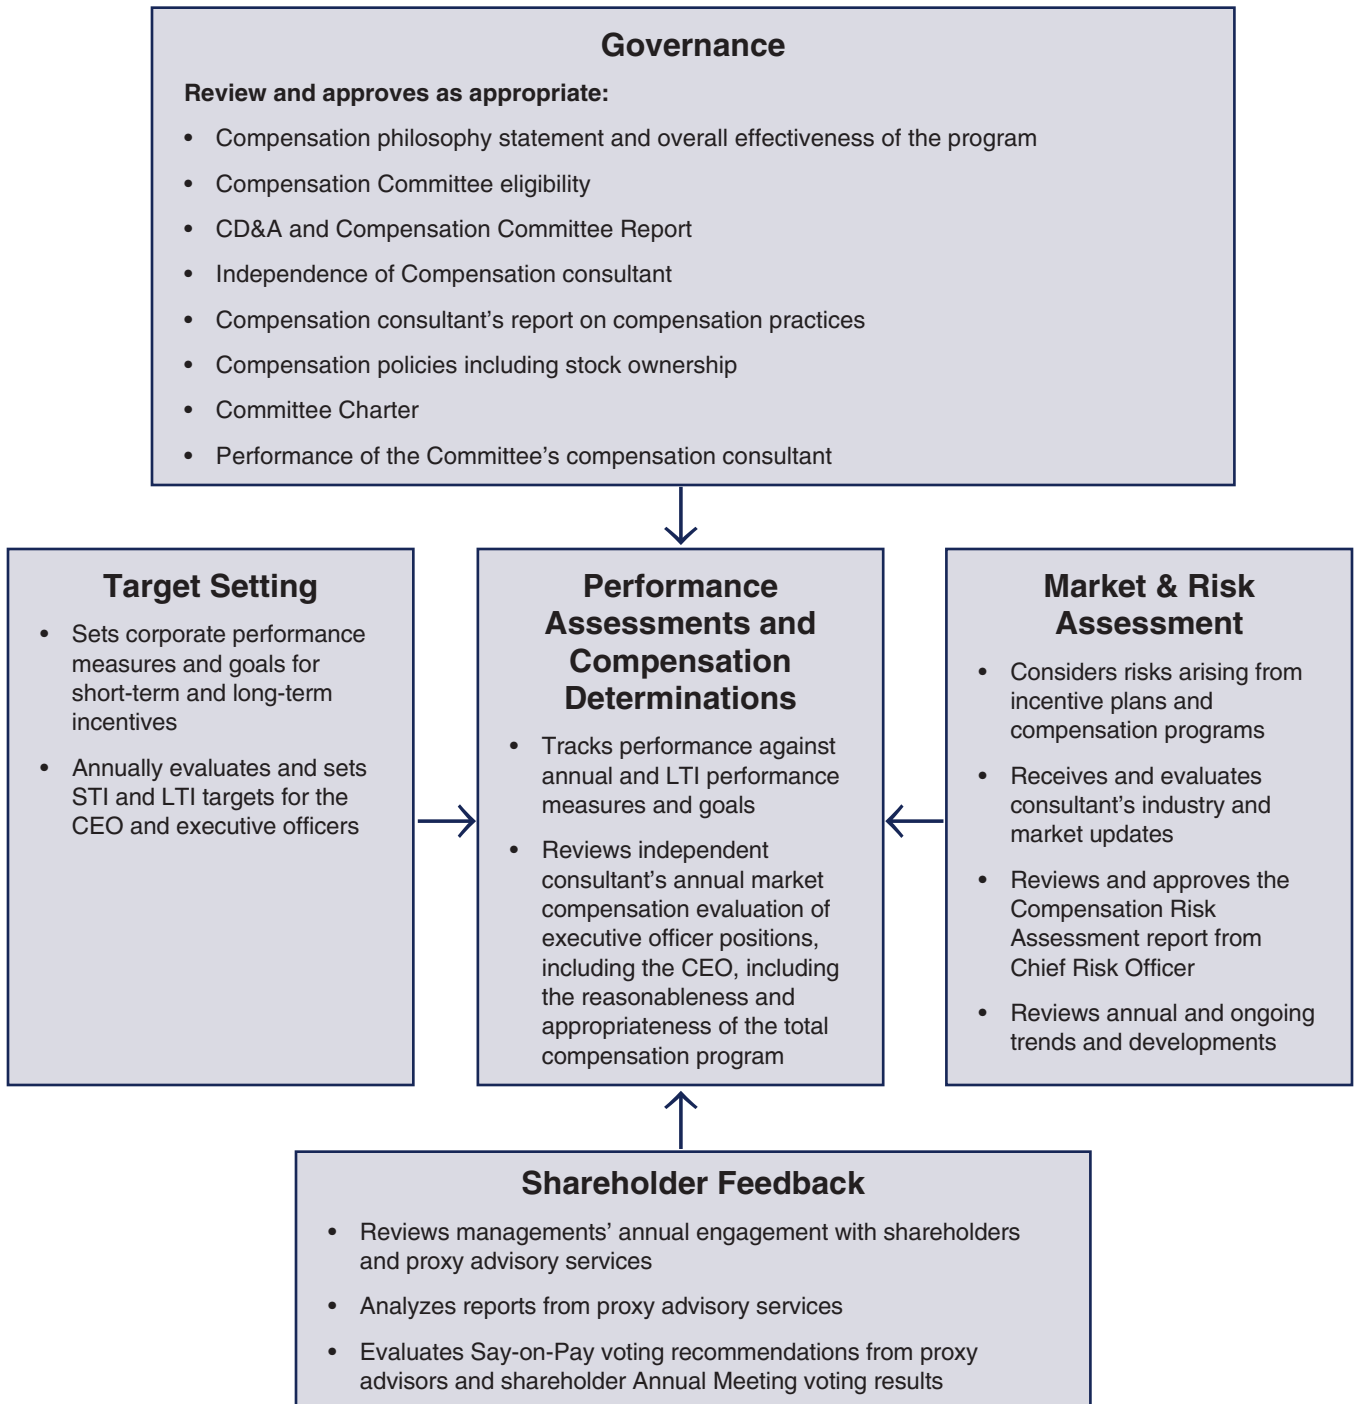 Governance
Review and approves as appropriate:
• Compensation philosophy statement and overall effectiveness of the program
• Compensation Committee eligibility
• CD&A and Compensation Committee Report
• Independence of Compensation consultant
• Compensation consultant’s report on compensation practices
• Compensation policies including stock ownership
• Committee Charter
• Performance of the Committee’s compensation consultant
Target Setting
• Sets corporate performance
measures and goals for
short-term and long-term
incentives
• Annually evaluates and sets
STI and LTI targets for the
CEO and executive officers
Performance
Assessments and
Compensation
Determinations
• Tracks performance against
annual and LTI performance
measures and goals
• Reviews independent
consultant’s annual market
compensation evaluation of
executive officer positions,
including the CEO, including
the reasonableness and
appropriateness of the total
compensation program
Market & Risk
Assessment
• Considers risks arising from
incentive plans and
compensation programs
• Receives and evaluates
consultant’s industry and
market updates
• Reviews and approves the
Compensation Risk
Assessment report from
Chief Risk Officer
• Reviews annual and ongoing
trends and developments
Shareholder Feedback
• Reviews managements’ annual engagement with shareholders
and proxy advisory services
• Analyzes reports from proxy advisory services
• Evaluates Say-on-Pay voting recommendations from proxy
advisors and shareholder Annual Meeting voting results